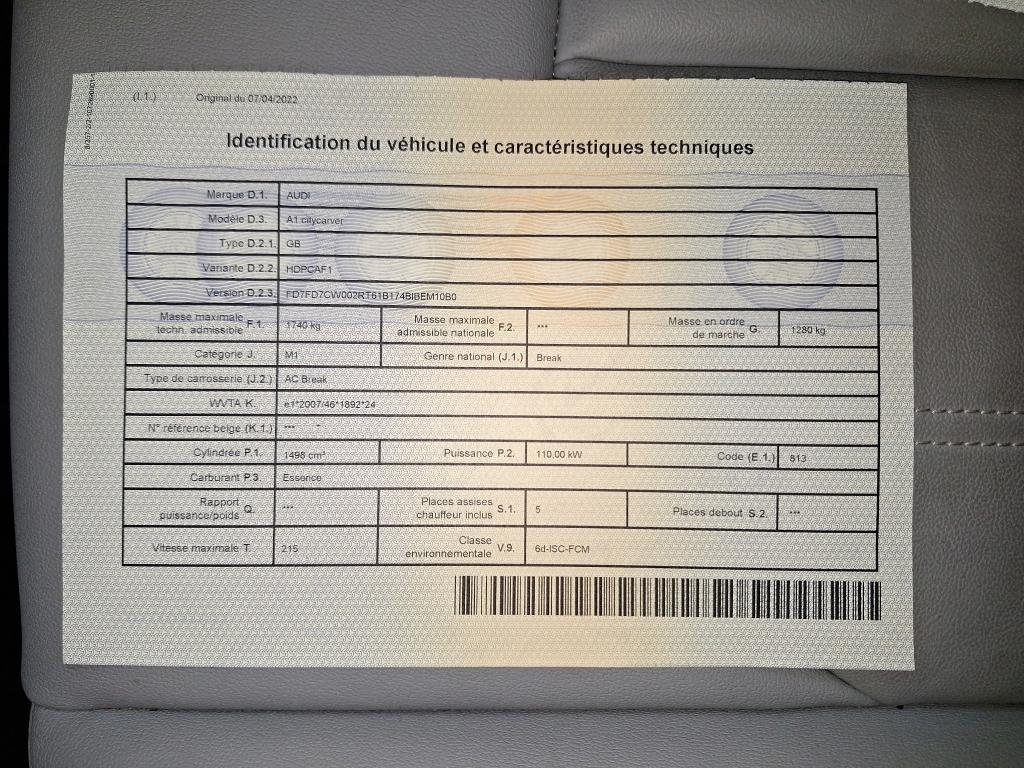 (I.1.) Original du 07/04/2022
Identification du véhicule et caractéristiques techniques
Marque D.1. AUDI
Modèle D.3. A1 citycarver
Type D.2.1. GB
Variante D.2.2. HDPCAF1
Version D.2.3. FD7FD7CW002RT61B174BIBEM10B0
Masse maximale techn. admissible F.1. 1740 kg Masse maximale admissible nationale F.2. *** Masse en ordre de marche G. 1280 kg
Catégorie J. M1 Genre national (J.1.) Break
Type de carrosserie (J.2.) AC Break
WVTA K. e1*2007/46*1892*24
N° référence belge (K.1.) ***
Cylindrée P.1. 1498 cm³ Puissance P.2. 110,00 kW Code (E.1.) 813
Carburant P.3. Essence
Rapport puissance/poids Q. *** Places assises chauffeur inclus S.1. 5 Places debout S.2. ***
Vitesse maximale T. 215 Classe environnementale V.9. 6d-ISC-FCM